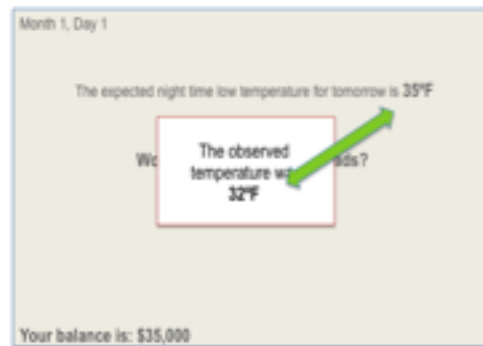 Month 1, Day 1
The expected night time low temperature for tomorrow is 35°F
The observed
temperature
32°F
Your balance is: $35,000